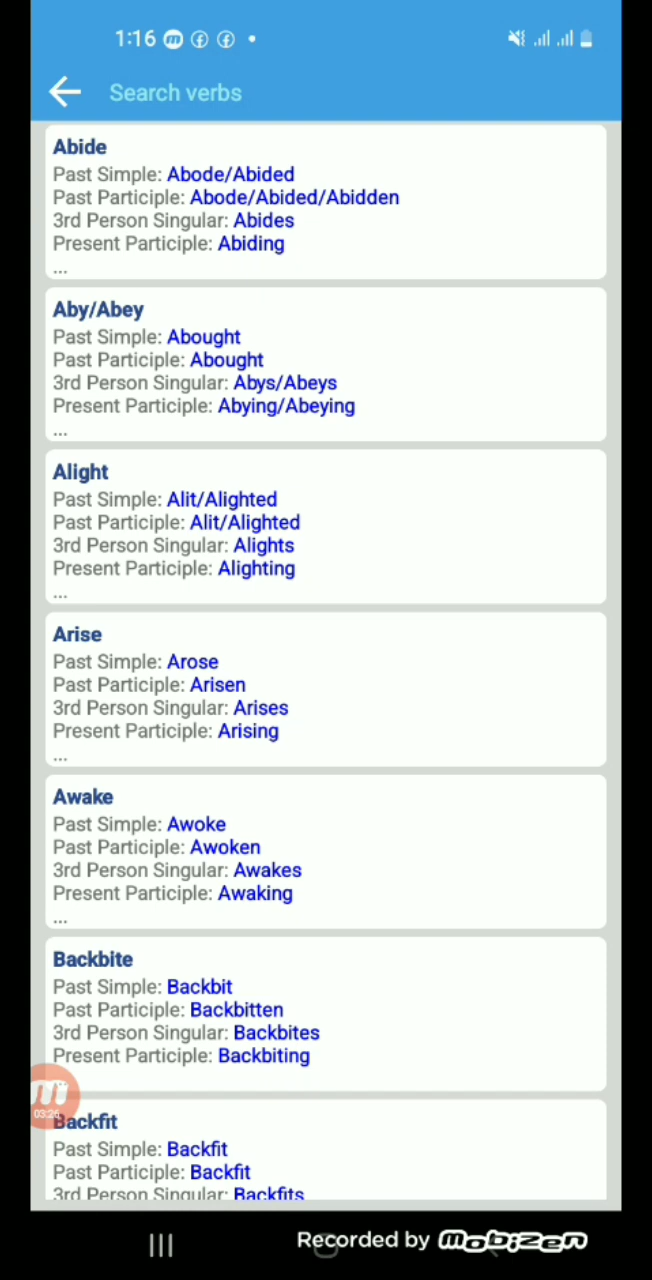 1:16
Search verbs
Abide
Past Simple: Abode/Abided
Past Participle: Abode/Abided/Abidden
3rd Person Singular: Abides
Present Participle: Abiding
...
Aby/Abey
Past Simple: Abought
Past Participle: Abought
3rd Person Singular: Abys/Abeys
Present Participle: Abying/Abeying
...
Alight
Past Simple: Alit/Alighted
Past Participle: Alit/Alighted
3rd Person Singular: Alights
Present Participle: Alighting
...
Arise
Past Simple: Arose
Past Participle: Arisen
3rd Person Singular: Arises
Present Participle: Arising
...
Awake
Past Simple: Awoke
Past Participle: Awoken
3rd Person Singular: Awakes
Present Participle: Awaking
...
Backbite
Past Simple: Backbit
Past Participle: Backbitten
3rd Person Singular: Backbites
Present Participle: Backbiting
m
03:26
Backfit
Past Simple: Backfit
Past Participle: Backfit
3rd Person Singular: Backfits
Recorded by mobizen